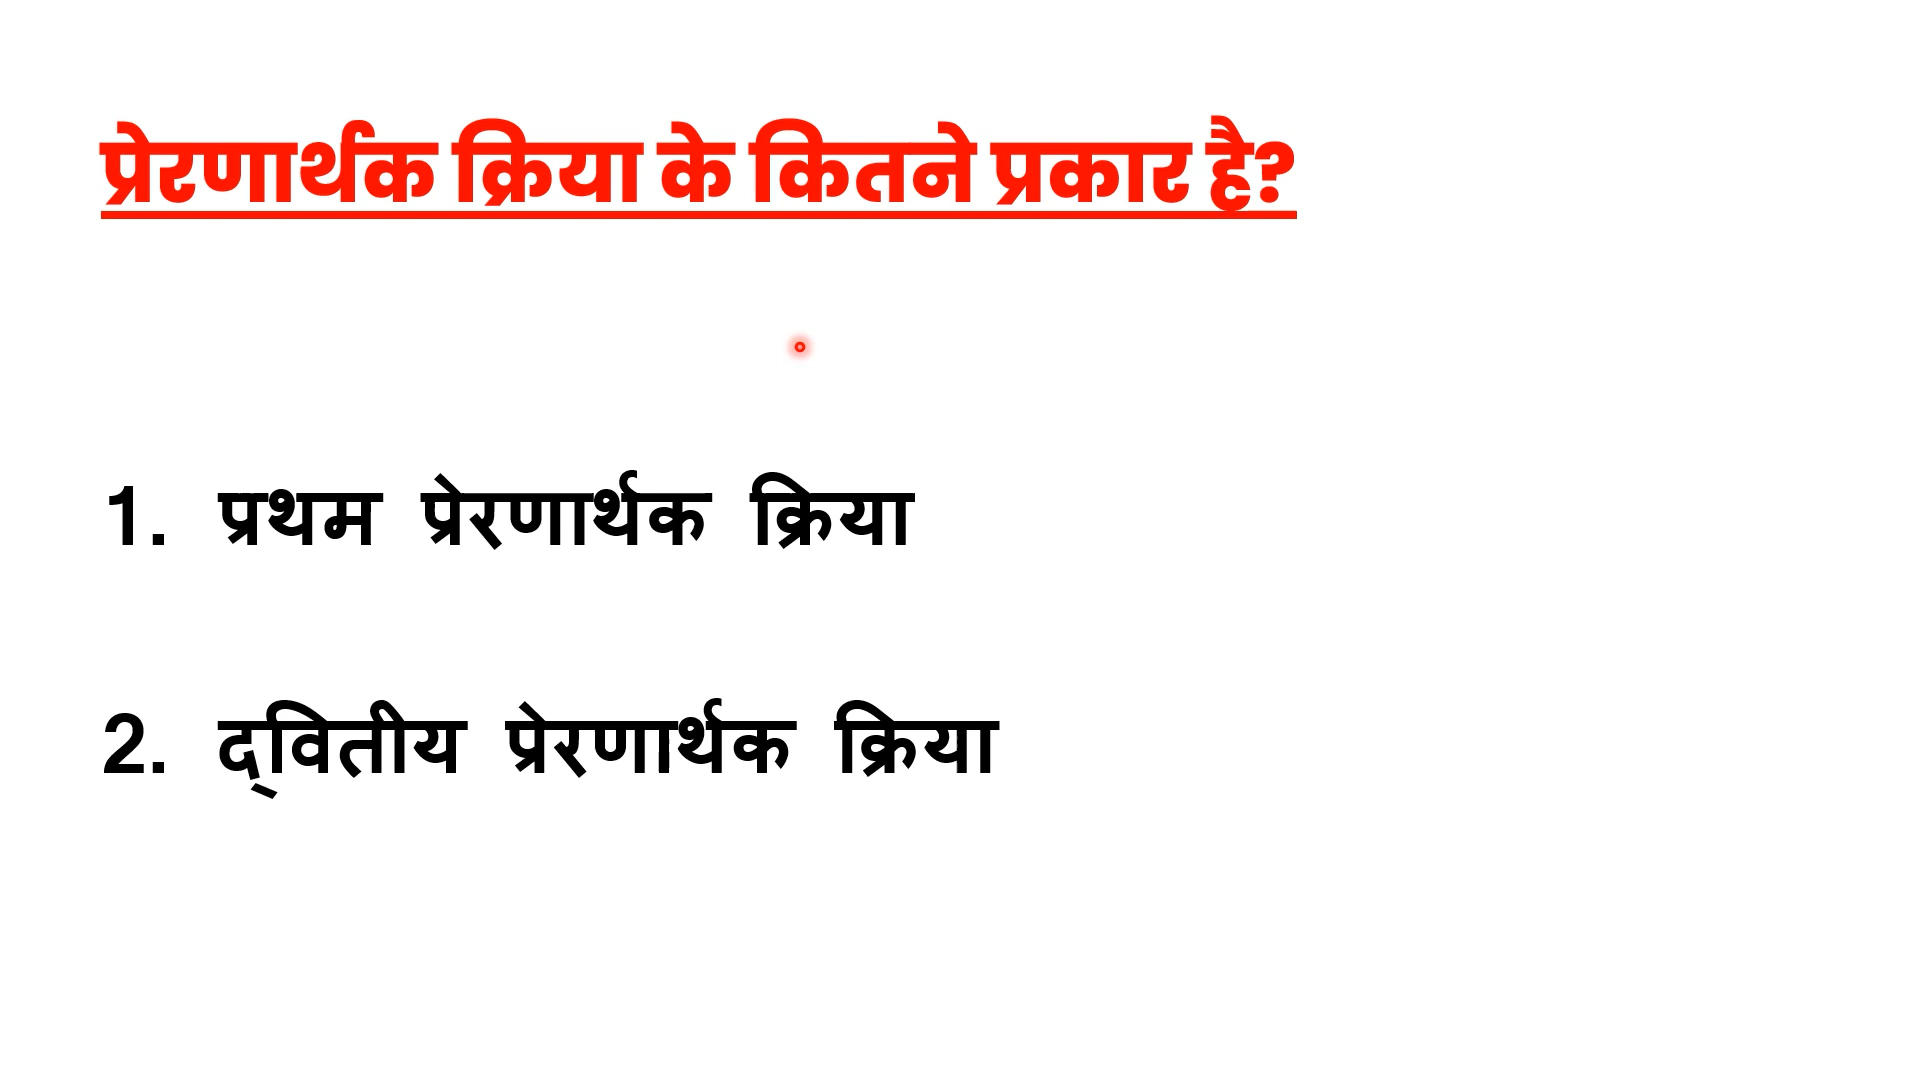 प्रेरणार्थक क्रिया के कितने प्रकार है?
1. प्रथम प्रेरणार्थक क्रिया
2. द्वितीय प्रेरणार्थक क्रिया